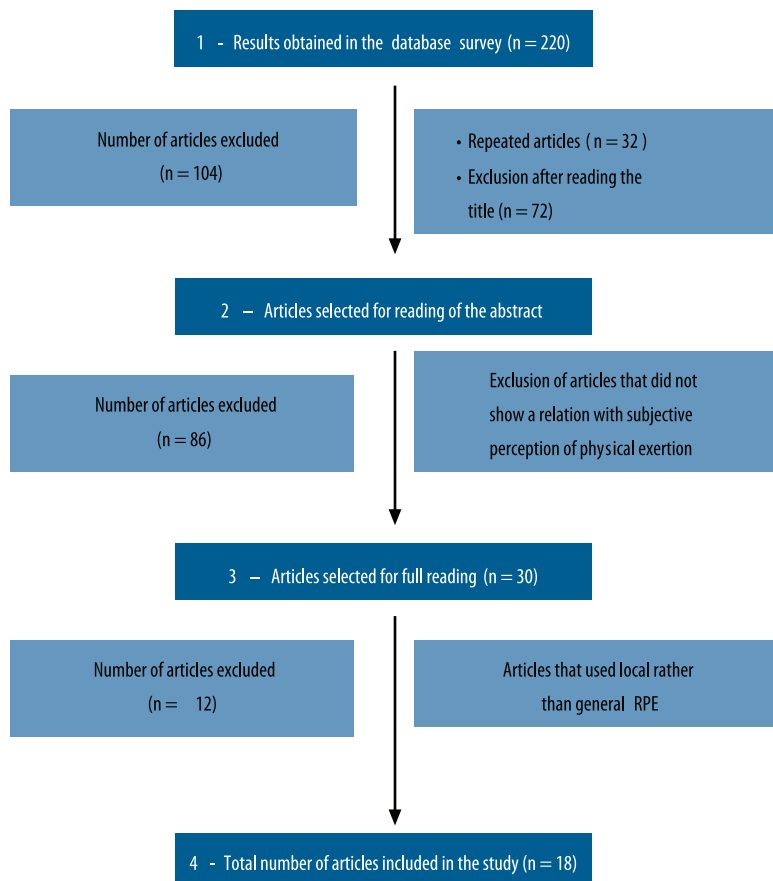 1 - Results obtained in the database survey (n = 220)
Number of articles excluded
(n = 104)
• Repeated articles ( n = 32 )
• Exclusion after reading the
title (n = 72)
2 – Articles selected for reading of the abstract
Number of articles excluded
(n = 86)
Exclusion of articles that did not
show a relation with subjective
perception of physical exertion
3 – Articles selected for full reading (n = 30)
Number of articles excluded
(n = 12)
Articles that used local rather
than general RPE
4 - Total number of articles included in the study (n = 18)